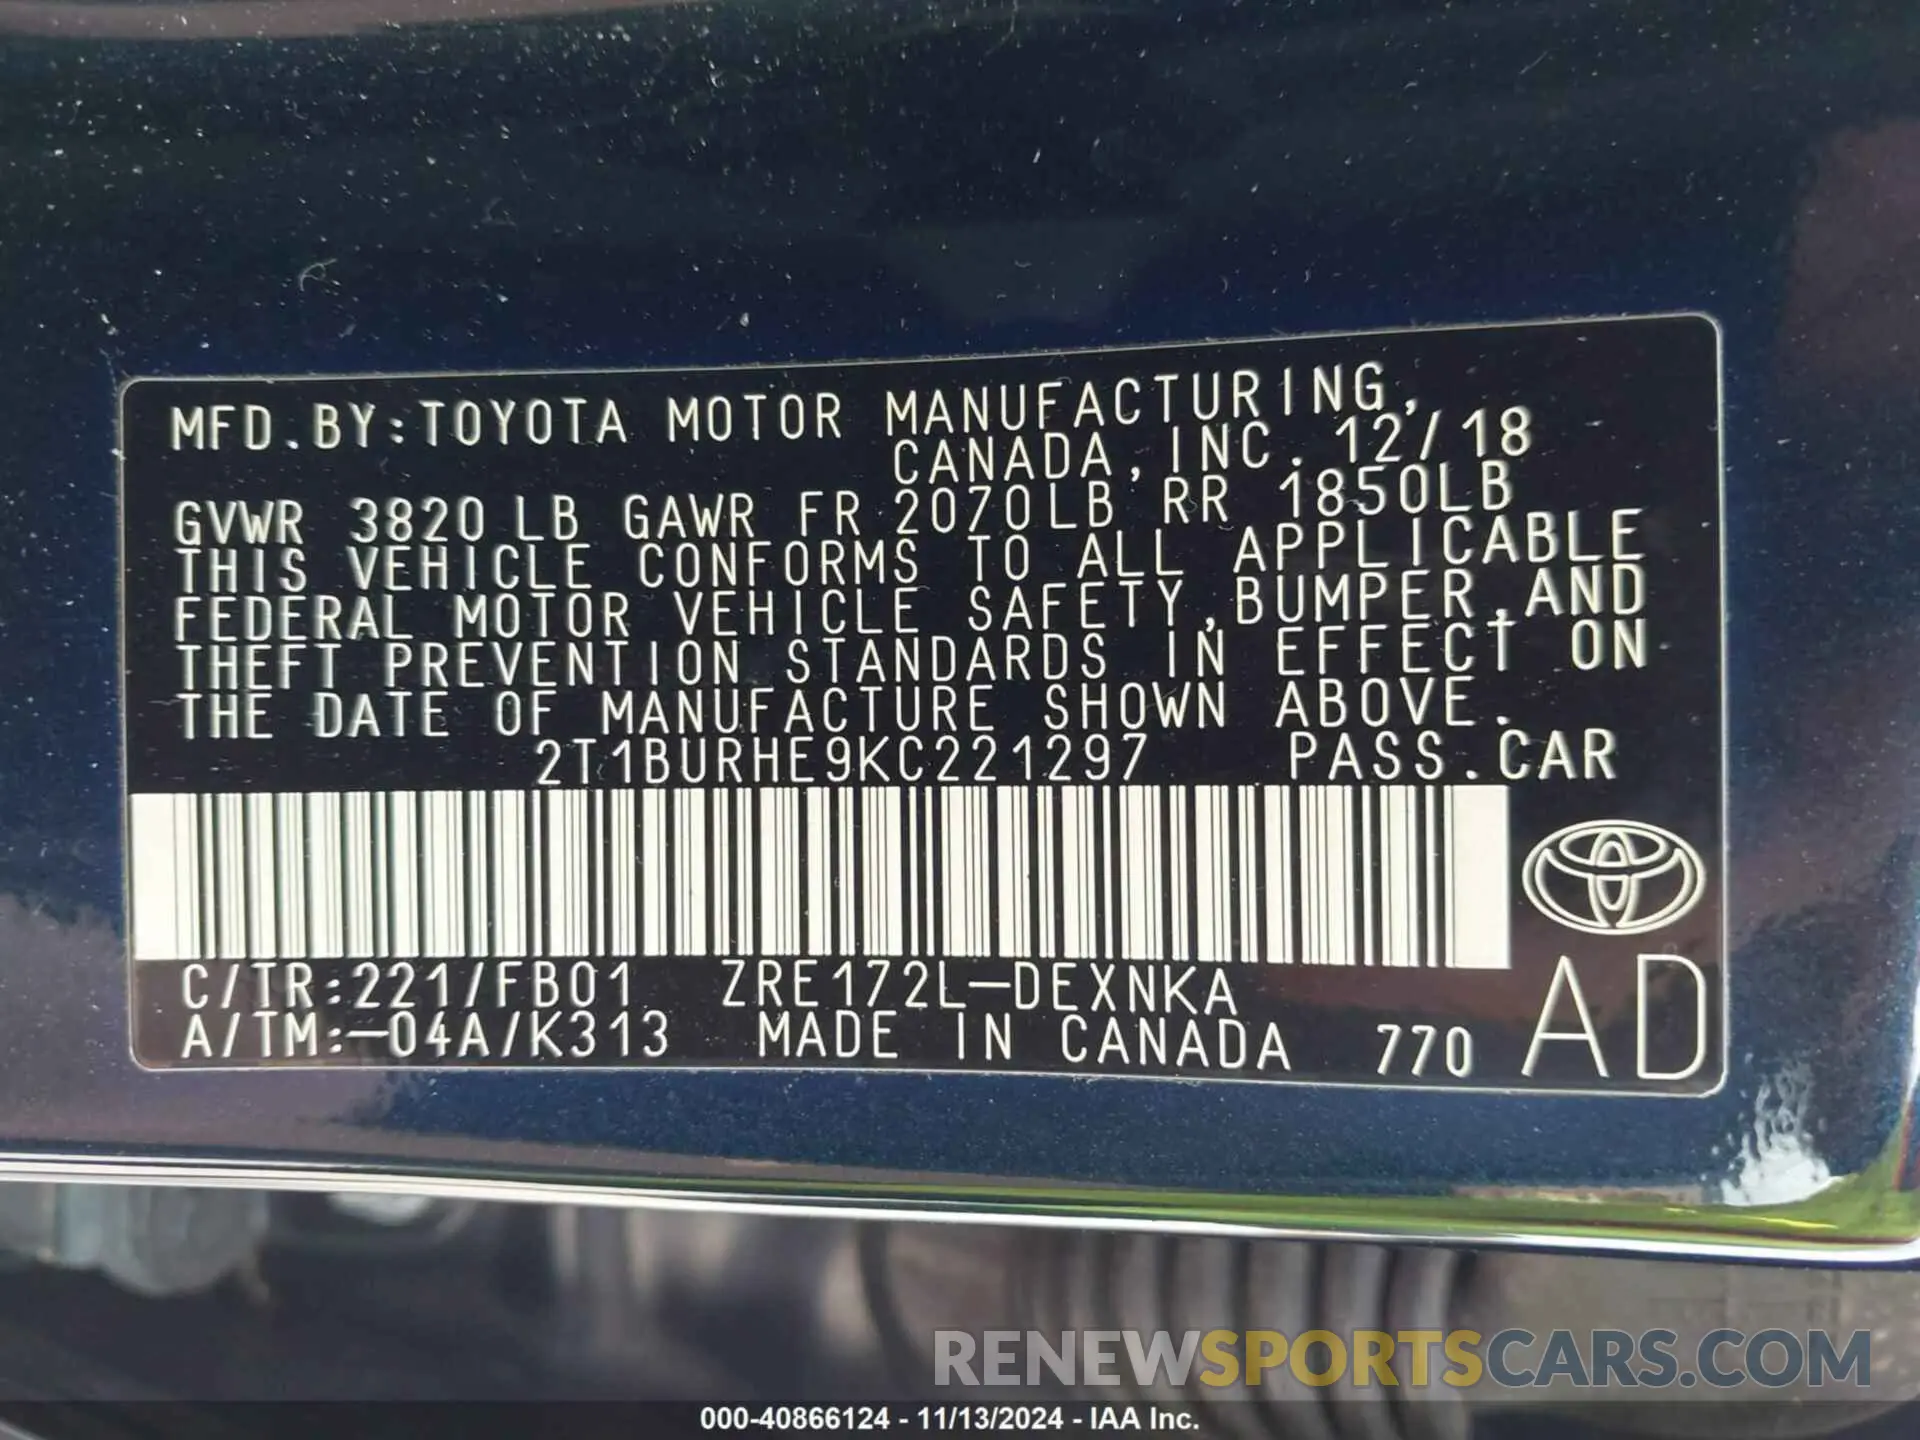 MFD.BY:TOYOTA MOTOR MANUFACTURING,
CANADA,INC. 12/18
GVWR 3820 LB GAWR FR 2070LB RR 1850LB
THIS VEHICLE CONFORMS TO ALL APPLICABLE
FEDERAL MOTOR VEHICLE SAFETY,BUMPER,AND
THEFT PREVENTION STANDARDS IN EFFECT ON
THE DATE OF MANUFACTURE SHOWN ABOVE.
2T1BURHE9KC221297 PASS.CAR
C/TR:221/FB01 ZRE172L-DEXNKA
A/TM:-04A/K313 MADE IN CANADA 770 AD
RENEWSPORTSCARS.COM
000-40866124 - 11/13/2024 - IAA Inc.